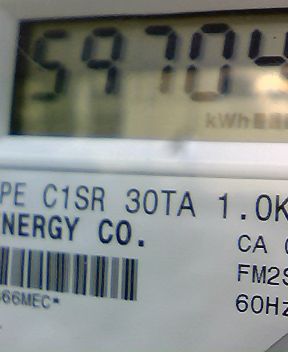 59704
kWh
PE C1SR 30TA 1.0K
NERGY CO.
CA
FM2S
66MEC*
60Hz